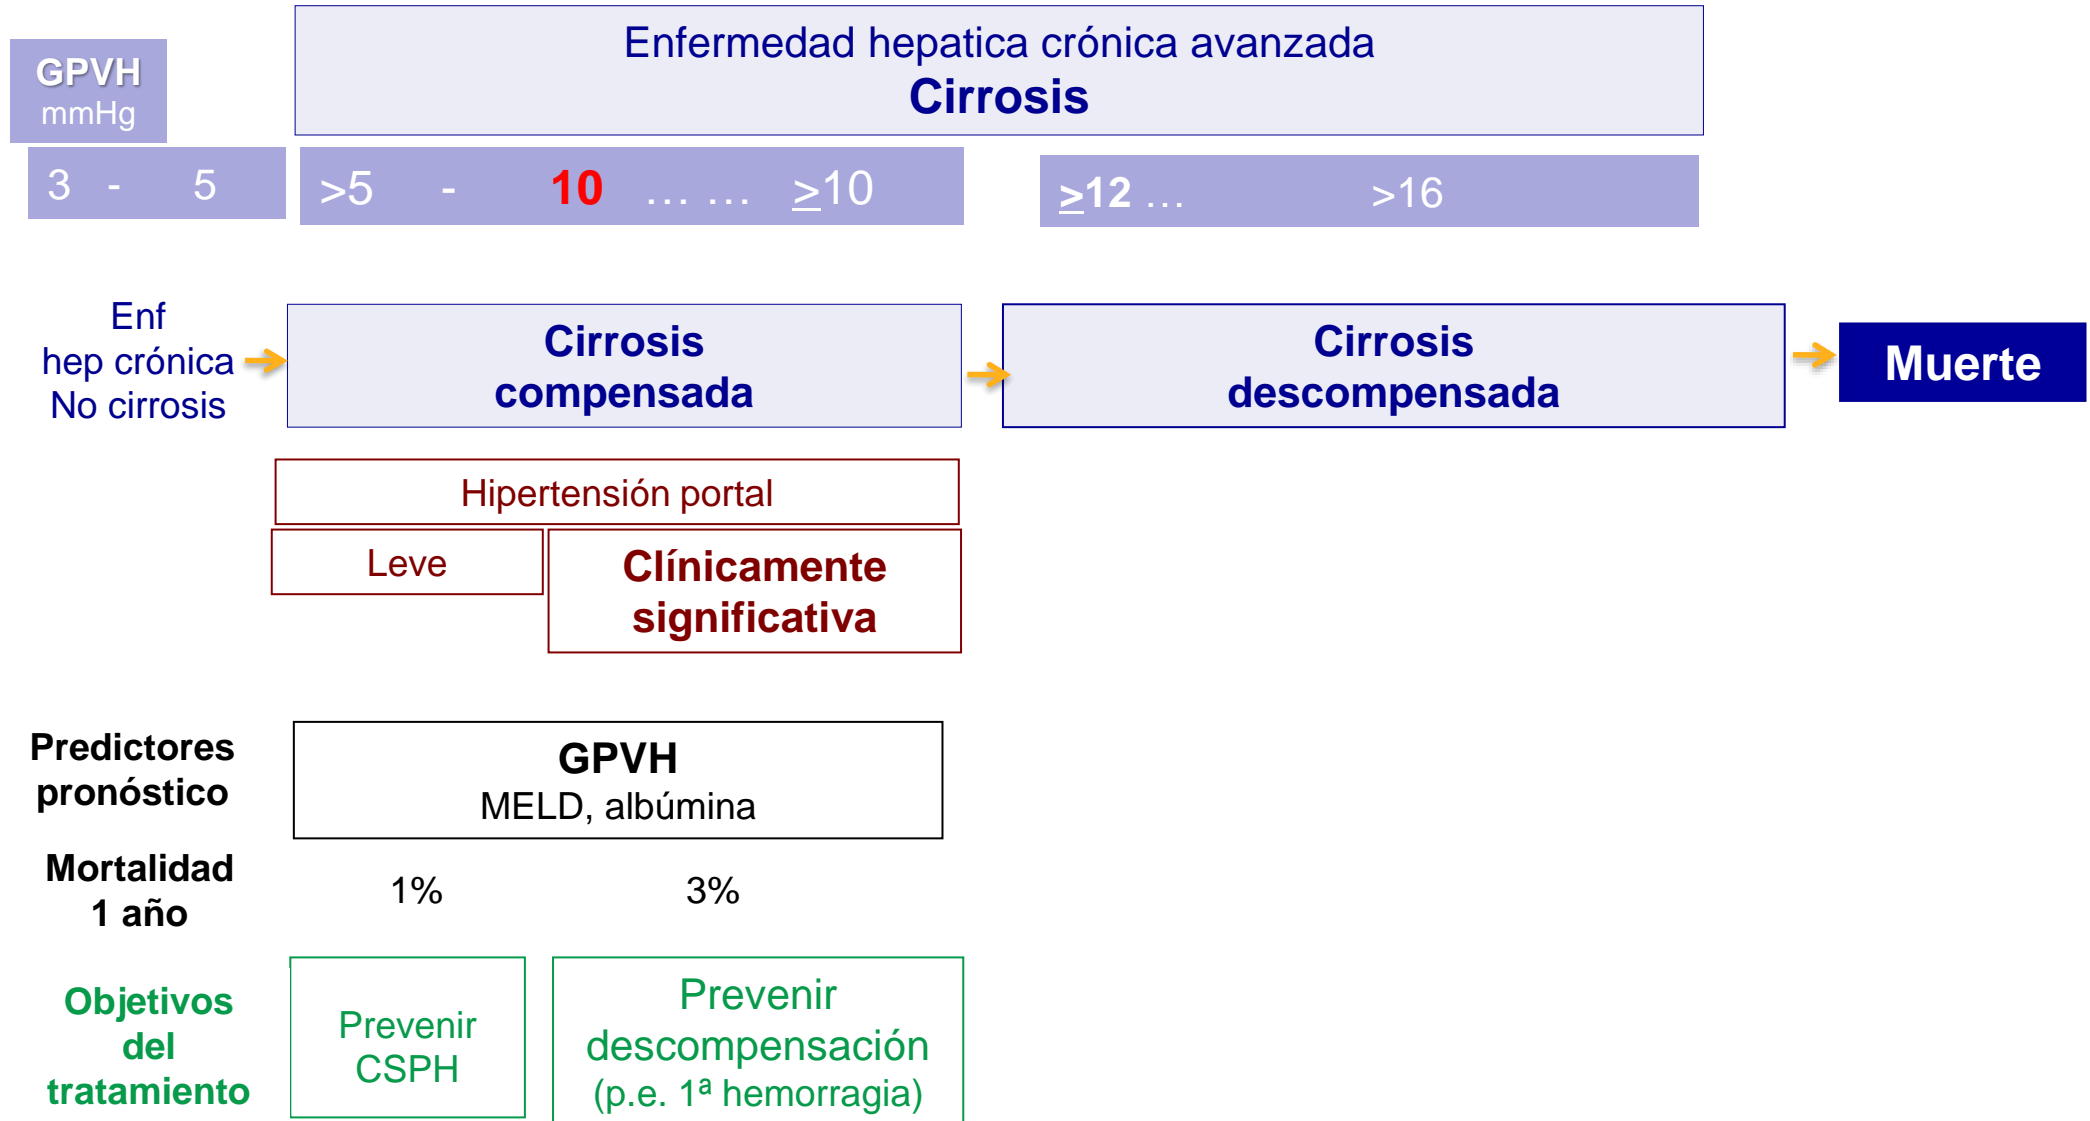 Enfermedad hepatica crónica avanzada
Cirrosis
GPVH
mmHg
3 - 5
>5 - 10 ... ... ≥10
≥12 ... >16
Enf
hep crónica
No cirrosis
Cirrosis
compensada
Cirrosis
descompensada
Muerte
Hipertensión portal
Leve
Clínicamente
significativa
Predictores
pronóstico
GPVH
MELD, albúmina
Mortalidad
1 año
1%
3%
Objetivos
del
tratamiento
Prevenir
CSPH
Prevenir
descompensación
(p.e. 1ª hemorragia)